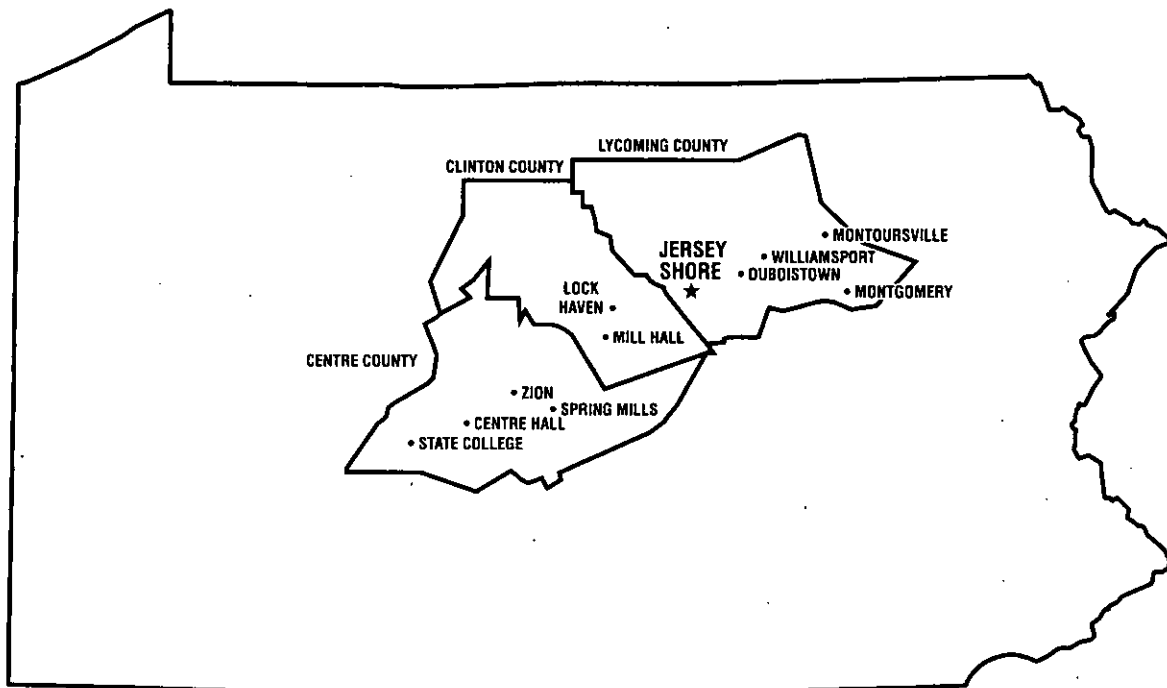 LYCOMING COUNTY
CLINTON COUNTY
MONTOURSVILLE
JERSEY
SHORE
WILLIAMSPORT
DUBOISTOWN
MONTGOMERY
LOCK
HAVEN
MILL HALL
CENTRE COUNTY
ZION
SPRING MILLS
CENTRE HALL
STATE COLLEGE